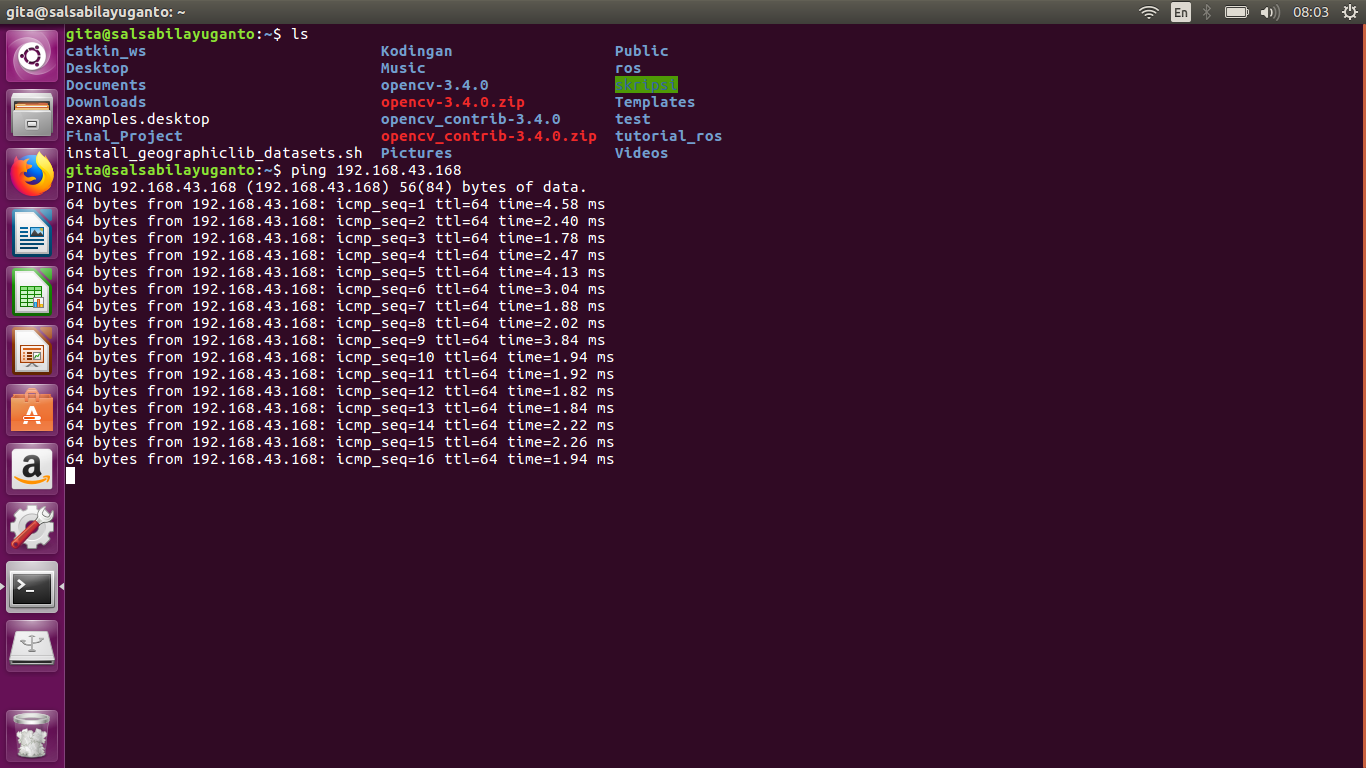 gita@salsabilayuganto: ~
En
08:03
gita@salsabilayuganto:~$ ls
catkin_ws Kodingan Public
Desktop Music ros
Documents opencv-3.4.0 skripsi
Downloads opencv-3.4.0.zip Templates
examples.desktop opencv_contrib-3.4.0 test
Final_Project opencv_contrib-3.4.0.zip tutorial_ros
install_geographiclib_datasets.sh Pictures Videos
gita@salsabilayuganto:~$ ping 192.168.43.168
PING 192.168.43.168 (192.168.43.168) 56(84) bytes of data.
64 bytes from 192.168.43.168: icmp_seq=1 ttl=64 time=4.58 ms
64 bytes from 192.168.43.168: icmp_seq=2 ttl=64 time=2.40 ms
64 bytes from 192.168.43.168: icmp_seq=3 ttl=64 time=1.78 ms
64 bytes from 192.168.43.168: icmp_seq=4 ttl=64 time=2.47 ms
64 bytes from 192.168.43.168: icmp_seq=5 ttl=64 time=4.13 ms
64 bytes from 192.168.43.168: icmp_seq=6 ttl=64 time=3.04 ms
64 bytes from 192.168.43.168: icmp_seq=7 ttl=64 time=1.88 ms
64 bytes from 192.168.43.168: icmp_seq=8 ttl=64 time=2.02 ms
64 bytes from 192.168.43.168: icmp_seq=9 ttl=64 time=3.84 ms
64 bytes from 192.168.43.168: icmp_seq=10 ttl=64 time=1.94 ms
64 bytes from 192.168.43.168: icmp_seq=11 ttl=64 time=1.92 ms
64 bytes from 192.168.43.168: icmp_seq=12 ttl=64 time=1.82 ms
64 bytes from 192.168.43.168: icmp_seq=13 ttl=64 time=1.84 ms
64 bytes from 192.168.43.168: icmp_seq=14 ttl=64 time=2.22 ms
64 bytes from 192.168.43.168: icmp_seq=15 ttl=64 time=2.26 ms
64 bytes from 192.168.43.168: icmp_seq=16 ttl=64 time=1.94 ms